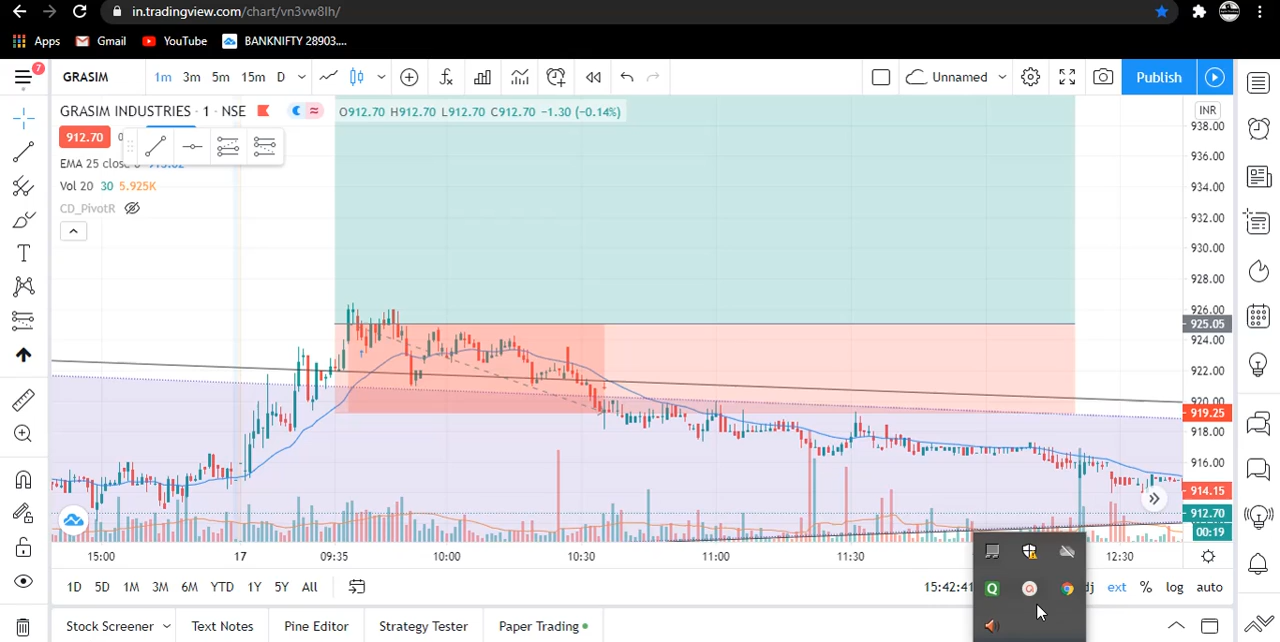 in.tradingview.com/chart/vn3vw8Ih/
Apps Gmail YouTube BANKNIFTY 28903....
7 GRASIM 1m 3m 5m 15m D Unnamed Publish
GRASIM INDUSTRIES · 1 · NSE O912.70 H912.70 L912.70 C912.70 −1.30 (−0.14%) INR
912.70
EMA 25 close 0
Vol 20 30 5.925K
CD_PivotR
938.00
936.00
934.00
932.00
930.00
928.00
926.00
925.05
924.00
922.00
920.00
919.25
918.00
916.00
914.15
912.70
00:19
15:00 17 09:35 10:00 10:30 11:00 11:30 12:30
1D 5D 1M 3M 6M YTD 1Y 5Y All 15:42:41 dj ext % log auto
Stock Screener Text Notes Pine Editor Strategy Tester Paper Trading